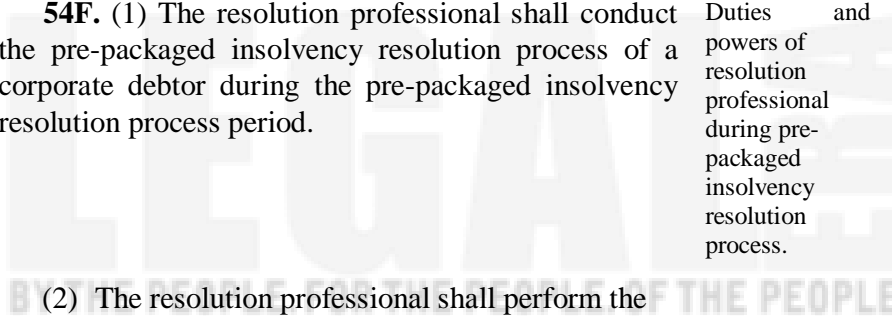 54F. (1) The resolution professional shall conduct
the pre-packaged insolvency resolution process of a
corporate debtor during the pre-packaged insolvency
resolution process period.
Duties and
powers of
resolution
professional
during pre-
packaged
insolvency
resolution
process.
LEGAL ERA
BY THE PEOPLE. FOR THE PEOPLE. OF THE PEOPLE
(2) The resolution professional shall perform the